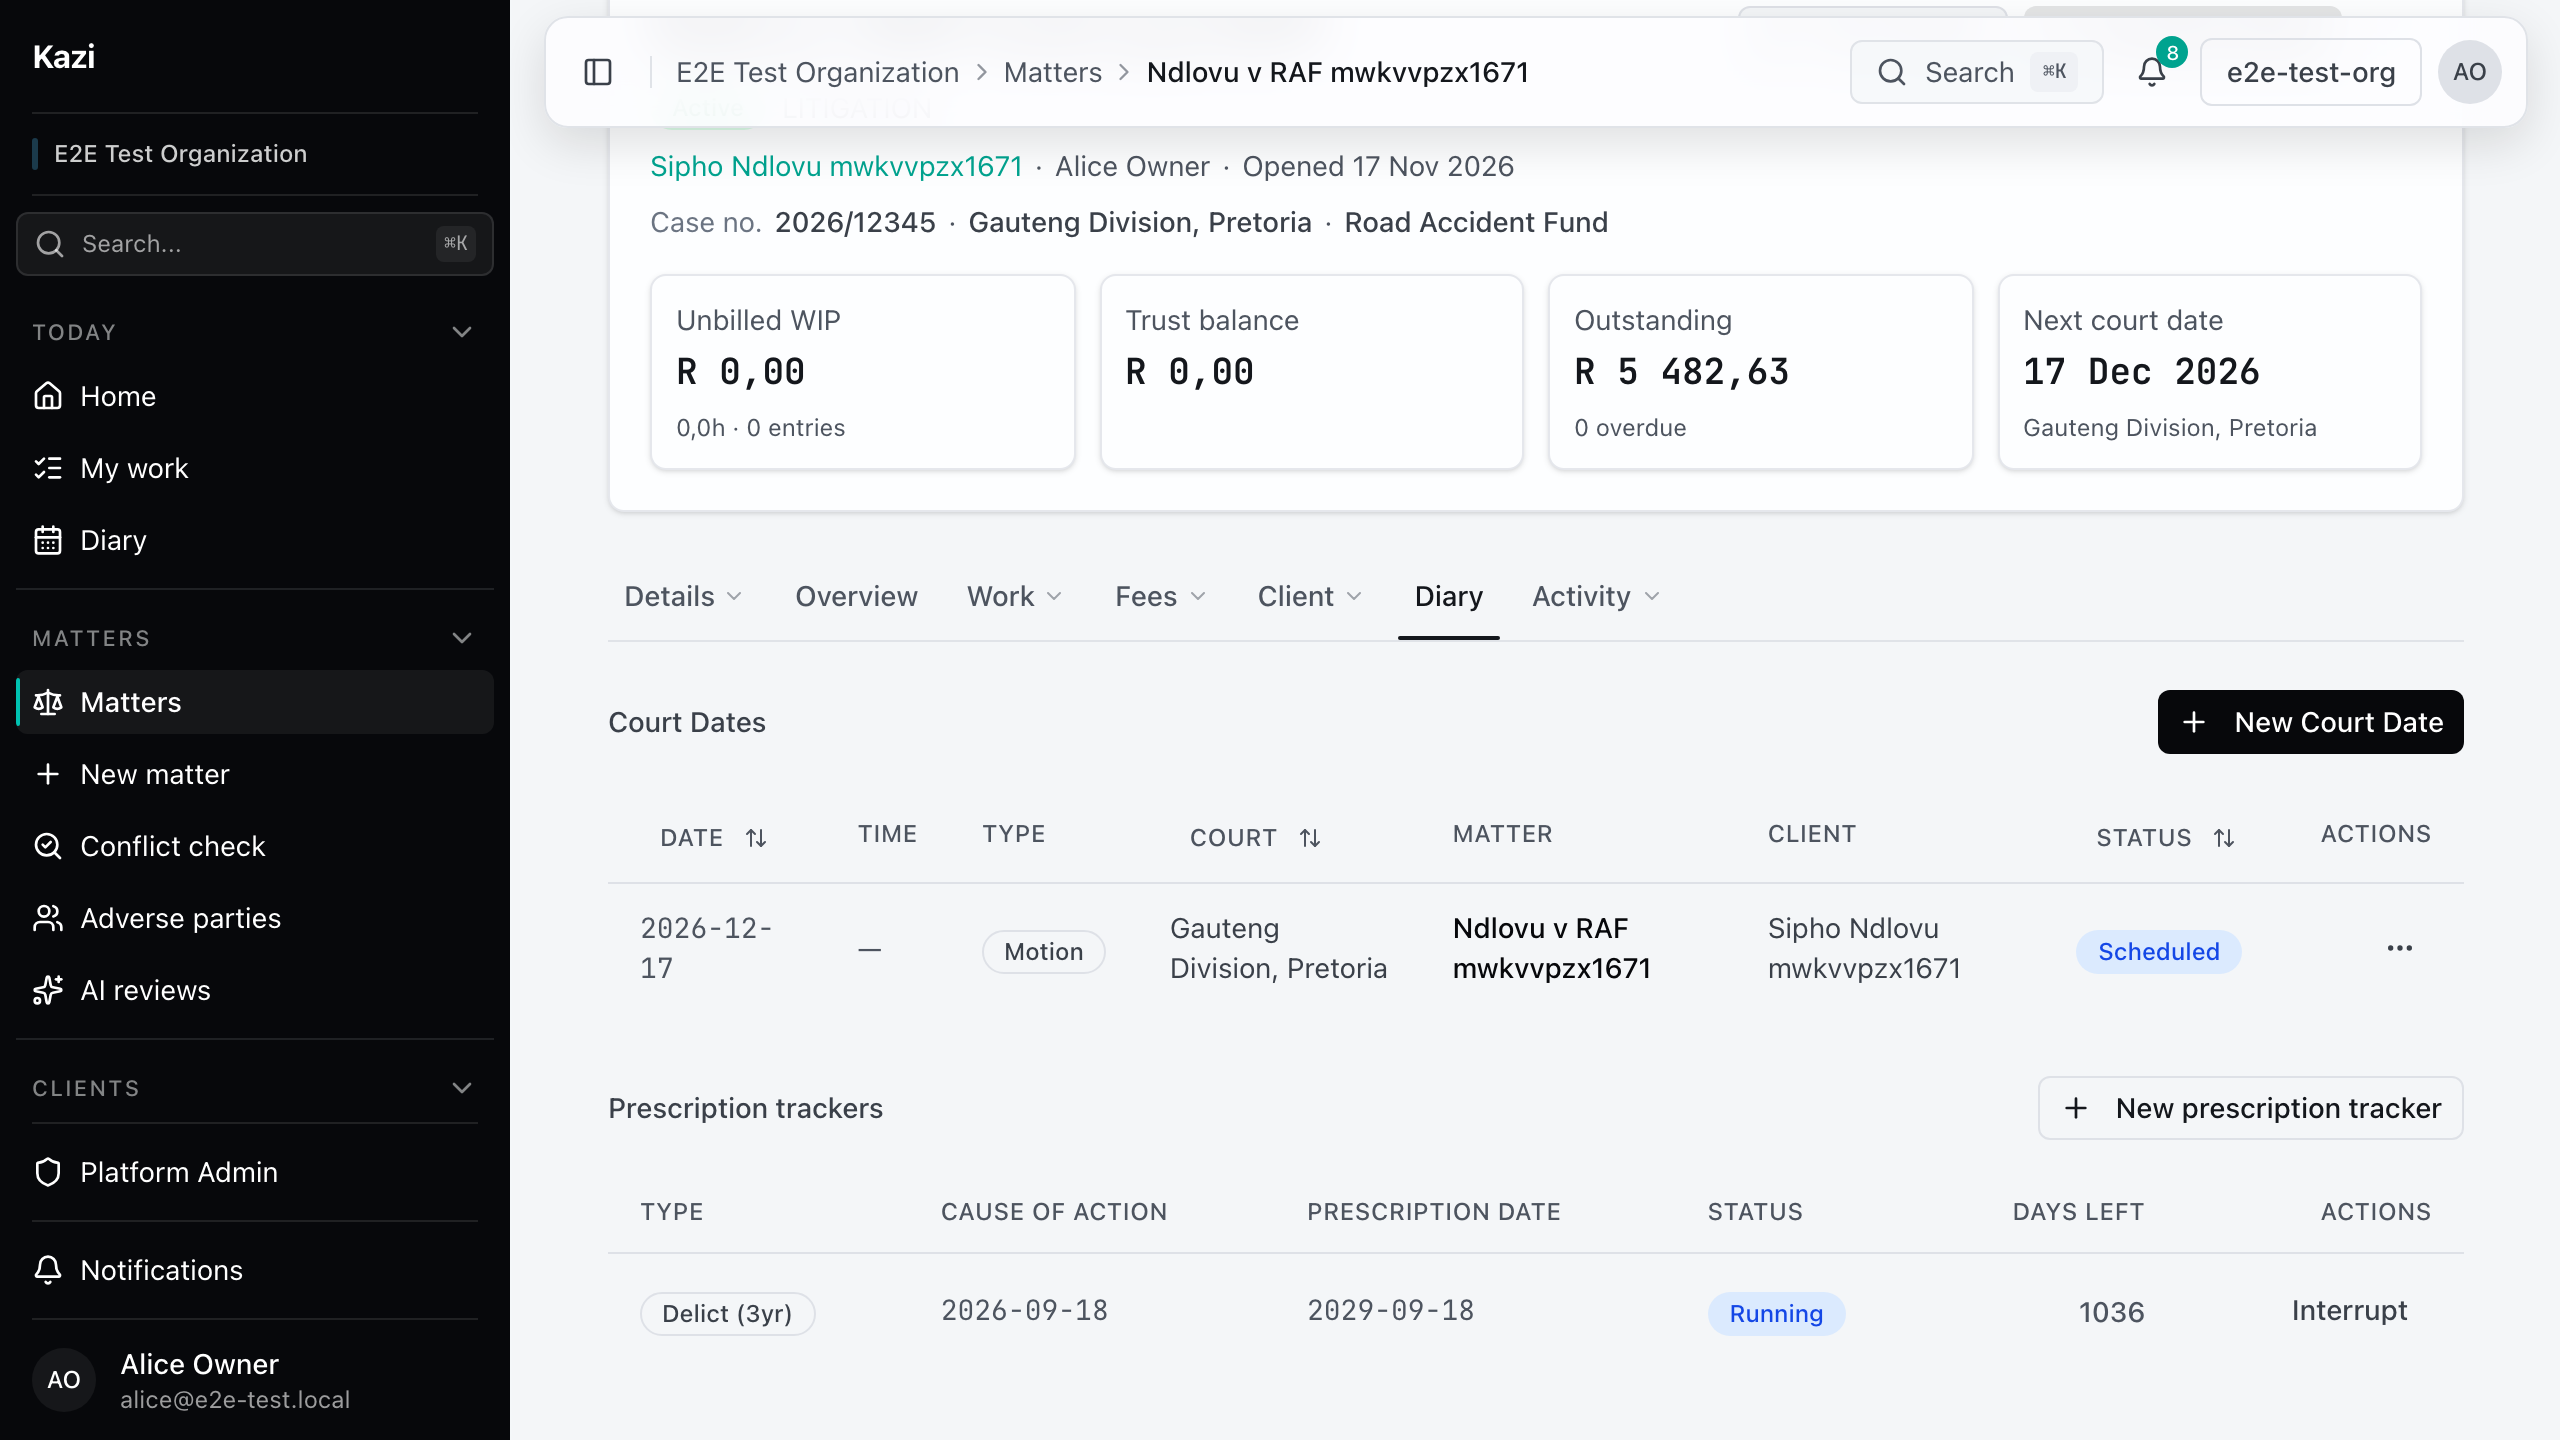 Kazi
E2E Test Organization
Search...
⌘K
TODAY
Home
My work
Diary
MATTERS
Matters
New matter
Conflict check
Adverse parties
AI reviews
CLIENTS
Platform Admin
Notifications
AO
Alice Owner
alice@e2e-test.local
E2E Test Organization
Matters
Ndlovu v RAF mwkvvpzx1671
Search
⌘K
8
e2e-test-org
AO
Active
LITIGATION
Sipho Ndlovu mwkvvpzx1671 · Alice Owner · Opened 17 Nov 2026
Case no. 2026/12345 · Gauteng Division, Pretoria · Road Accident Fund
Unbilled WIP
R 0,00
0,0h · 0 entries
Trust balance
R 0,00
Outstanding
R 5 482,63
0 overdue
Next court date
17 Dec 2026
Gauteng Division, Pretoria
Details
Overview
Work
Fees
Client
Diary
Activity
Court Dates
New Court Date
DATE
TIME
TYPE
COURT
MATTER
CLIENT
STATUS
ACTIONS
2026-12-
17
—
Motion
Gauteng
Division, Pretoria
Ndlovu v RAF
mwkvvpzx1671
Sipho Ndlovu
mwkvvpzx1671
Scheduled
...
Prescription trackers
New prescription tracker
TYPE
CAUSE OF ACTION
PRESCRIPTION DATE
STATUS
DAYS LEFT
ACTIONS
Delict (3yr)
2026-09-18
2029-09-18
Running
1036
Interrupt